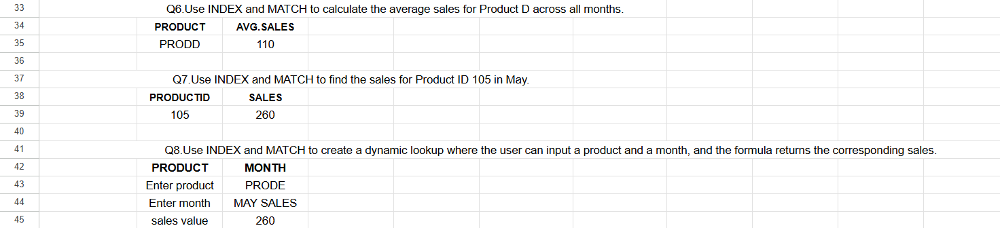 33 Q6.Use INDEX and MATCH to calculate the average sales for Product D across all months.
34 PRODUCT AVG.SALES
35 PRODD 110
36
37 Q7.Use INDEX and MATCH to find the sales for Product ID 105 in May.
38 PRODUCTID SALES
39 105 260
40
41 Q8.Use INDEX and MATCH to create a dynamic lookup where the user can input a product and a month, and the formula returns the corresponding sales.
42 PRODUCT MONTH
43 Enter product PRODE
44 Enter month MAY SALES
45 sales value 260